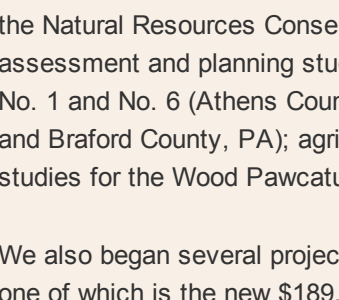 the Natural Resources Conse
assessment and planning stu
No. 1 and No. 6 (Athens Cour
and Braford County, PA); agri
studies for the Wood Pawcatu
We also began several projec
one of which is the new $189.